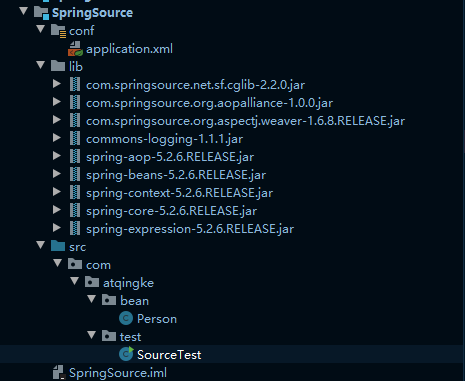 SpringSource
conf
application.xml
lib
com.springsource.net.sf.cglib-2.2.0.jar
com.springsource.org.aopalliance-1.0.0.jar
com.springsource.org.aspectj.weaver-1.6.8.RELEASE.jar
commons-logging-1.1.1.jar
spring-aop-5.2.6.RELEASE.jar
spring-beans-5.2.6.RELEASE.jar
spring-context-5.2.6.RELEASE.jar
spring-core-5.2.6.RELEASE.jar
spring-expression-5.2.6.RELEASE.jar
src
com
atqingke
bean
Person
test
SourceTest
SpringSource.iml